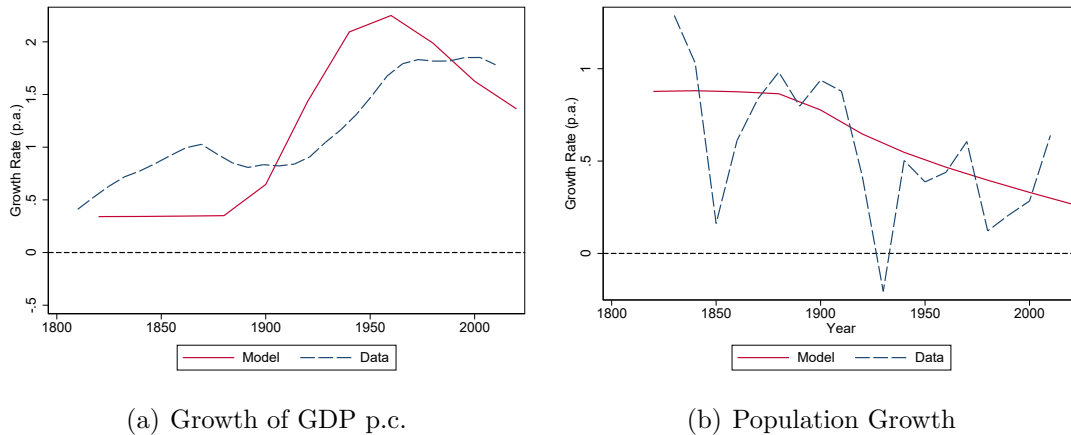 Growth Rate (p.a.)
2
1.5
1
.5
0
-.5
1800
1850
1900
1950
2000
Model
Data
(a) Growth of GDP p.c.
Growth Rate (p.a.)
1
.5
0
1800
1850
1900
1950
2000
Year
Model
Data
(b) Population Growth